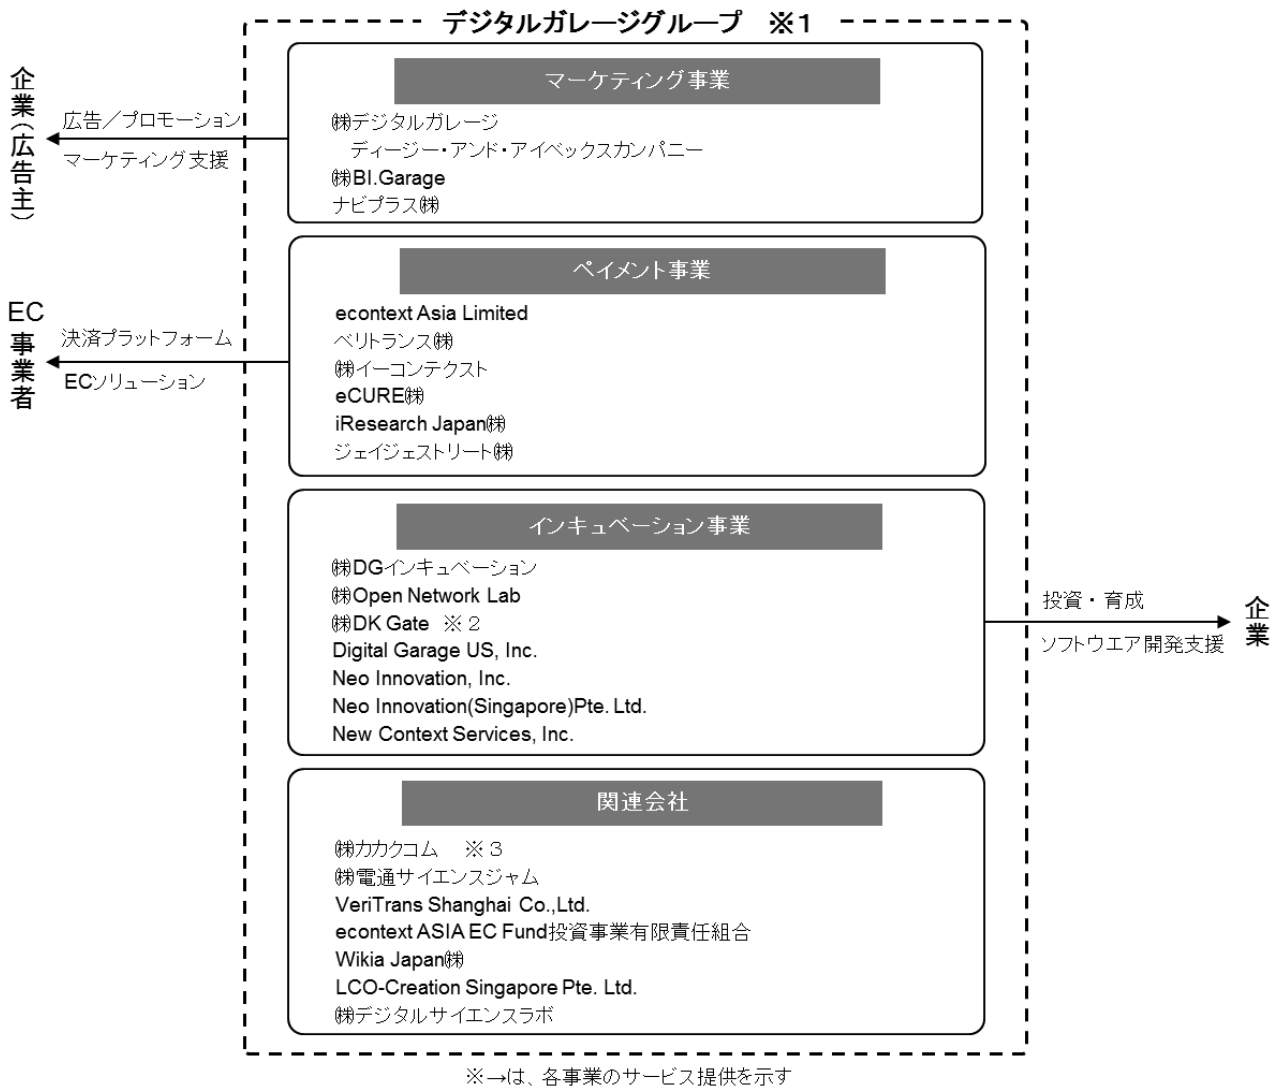 デジタルガレージグループ ※1
マーケティング事業
㈱デジタルガレージ
ディージー・アンド・アイベックスカンパニー
㈱BI.Garage
ナビプラス㈱
企業(広告主)
広告／プロモーション
マーケティング支援
ペイメント事業
econtext Asia Limited
ベリトランス㈱
㈱イーコンテクスト
eCURE㈱
iResearch Japan㈱
ジェイジェストリート㈱
EC事業者
決済プラットフォーム
ECソリューション
インキュベーション事業
㈱DGインキュベーション
㈱Open Network Lab
㈱DK Gate ※２
Digital Garage US, Inc.
Neo Innovation, Inc.
Neo Innovation(Singapore)Pte. Ltd.
New Context Services, Inc.
投資・育成
ソフトウエア開発支援
企業
関連会社
㈱カカクコム ※３
㈱電通サイエンスジャム
VeriTrans Shanghai Co.,Ltd.
econtext ASIA EC Fund投資事業有限責任組合
Wikia Japan㈱
LCO-Creation Singapore Pte. Ltd.
㈱デジタルサイエンスラボ
※→は、各事業のサービス提供を示す